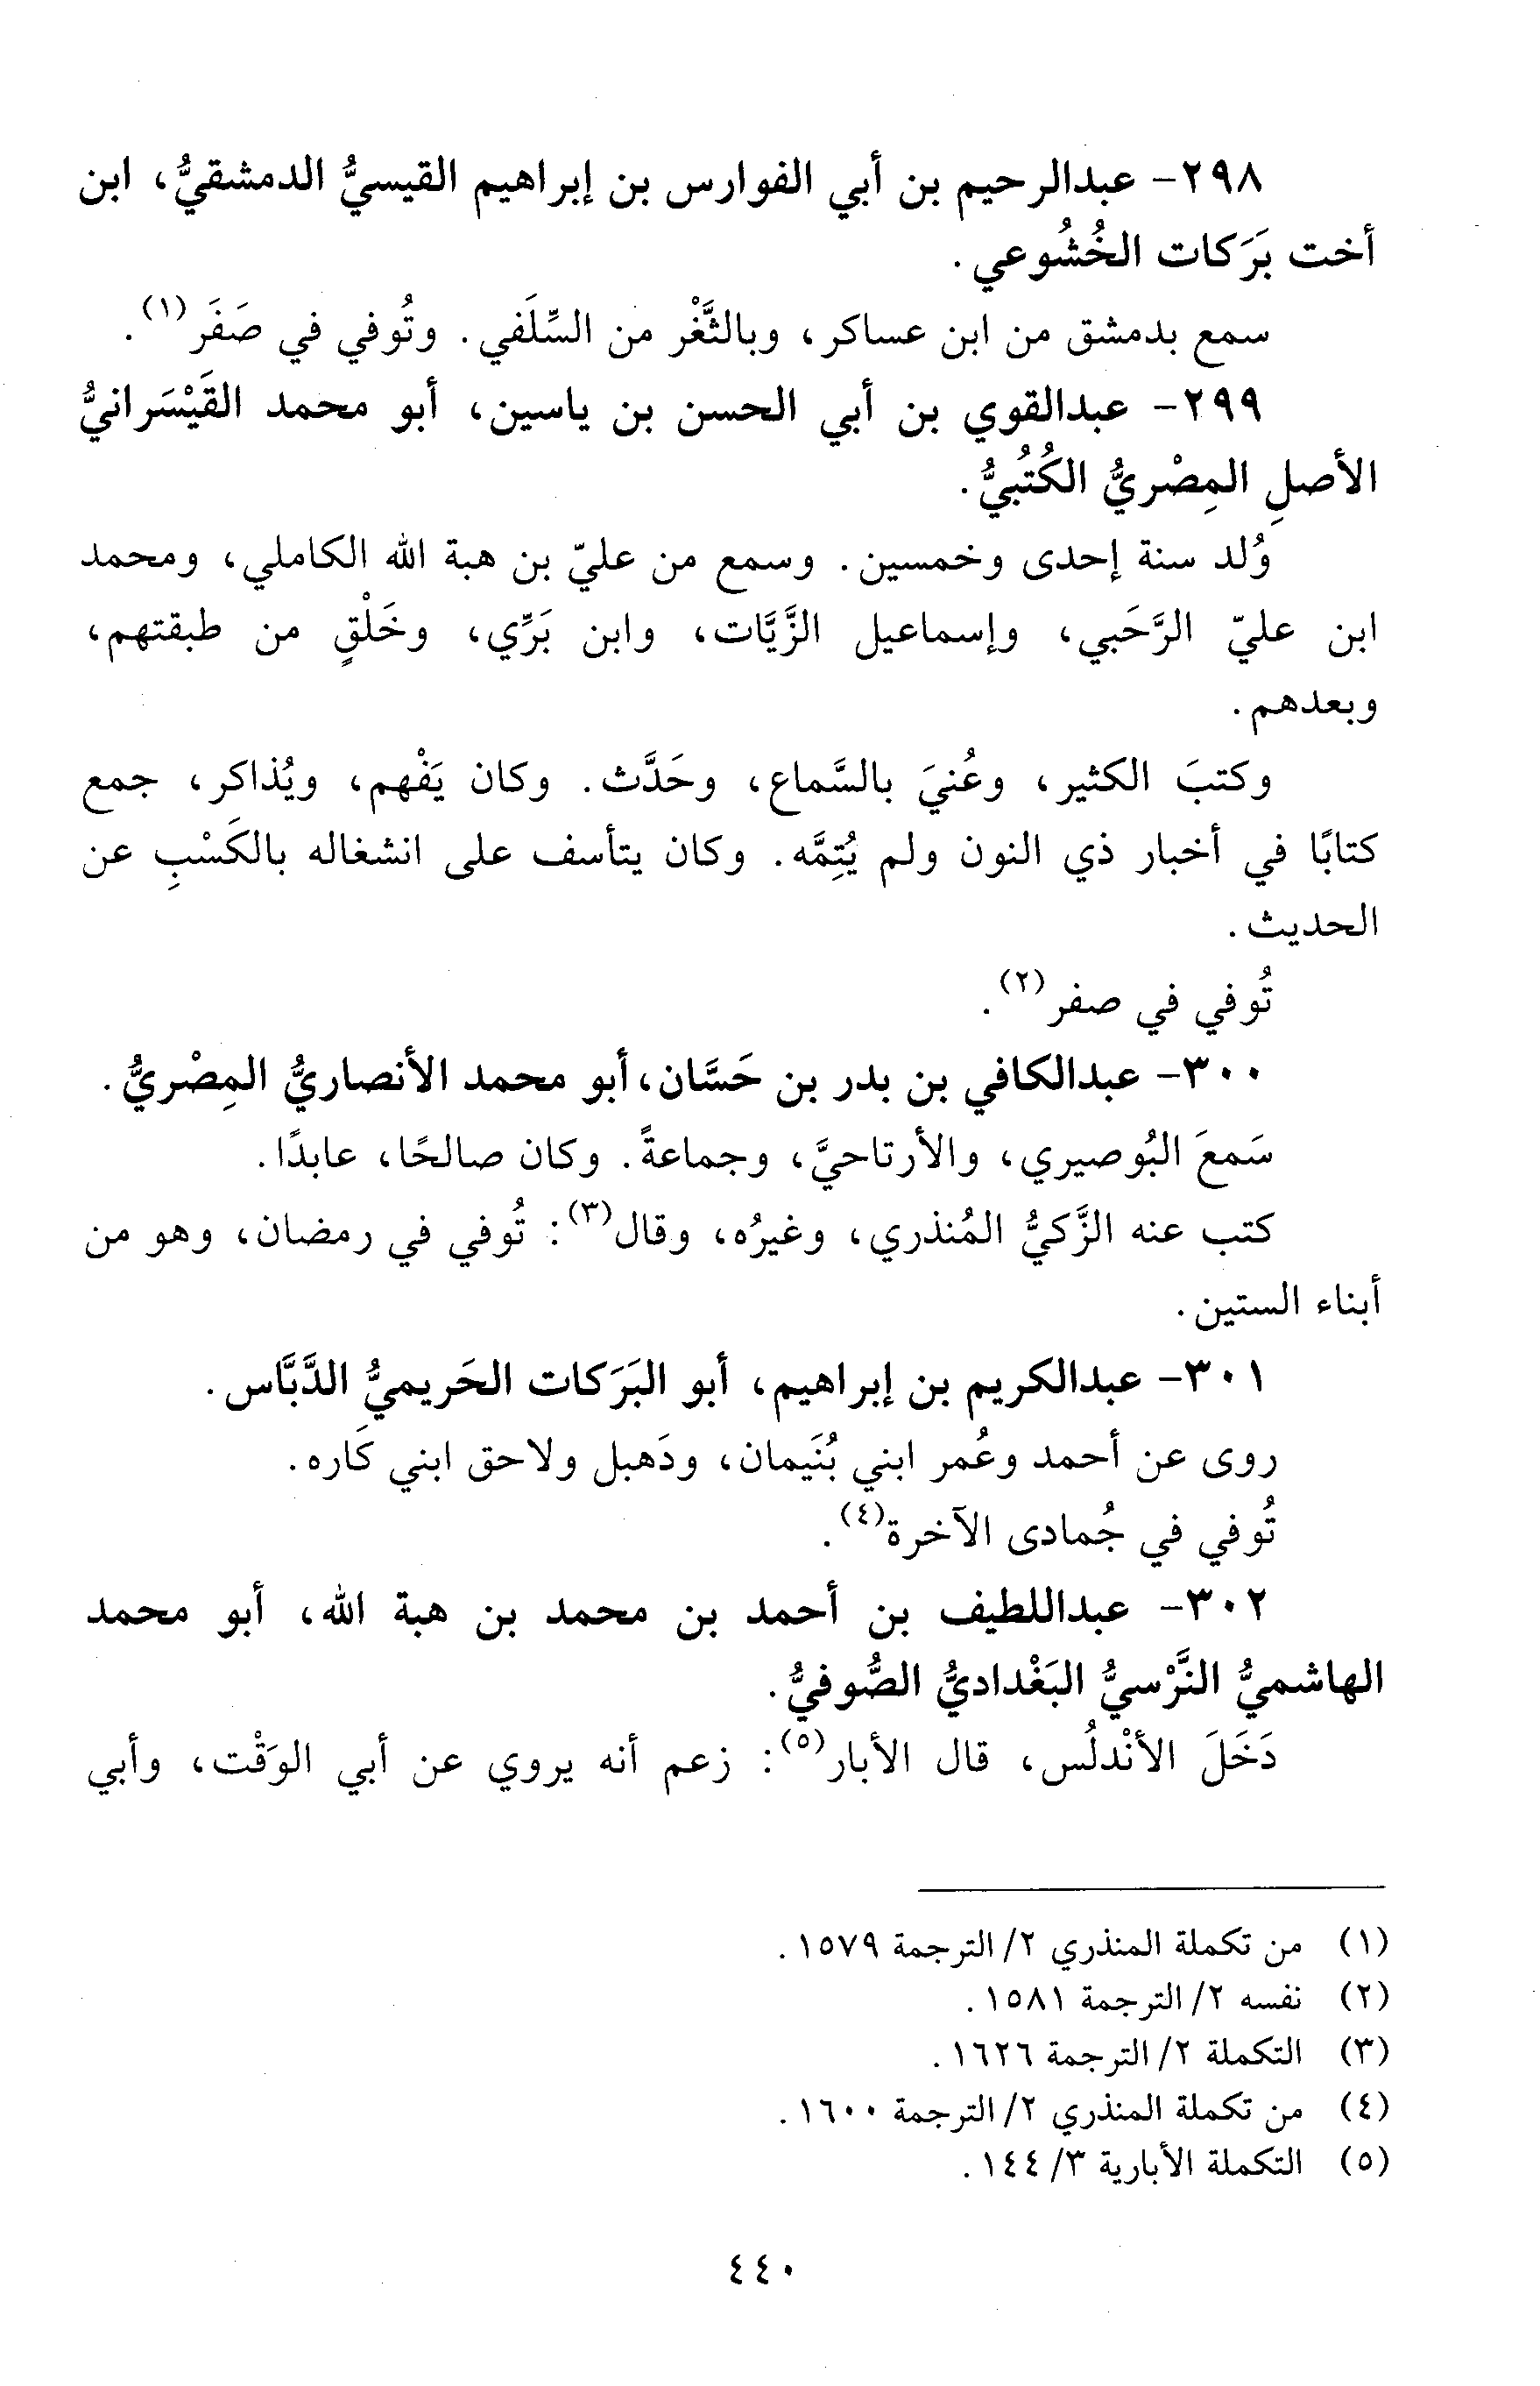 ٢٩٨- عبدالرحيم بن أبي الفوارس بن إبراهيم القيسيُّ الدمشقيُّ، ابن
أخت بَرَكات الخُشُوعي.
سمع بدمشق من ابن عساكر، وبالثَّغْر من السِّلَفي. وتُوفي في صَفَر(١).
٢٩٩- عبدالقوي بن أبي الحسن بن ياسين، أبو محمد القَيْسَرانيُّ
الأصلِ المِصْريُّ الكُتُبيُّ.
وُلد سنة إحدى وخمسين. وسمع من عليّ بن هبة الله الكاملي، ومحمد
ابن عليّ الرَّحَبي، وإسماعيل الزَّيَّات، وابن بَرِّي، وخَلْقٍ من طبقتهم،
وبعدهم.
وكتبَ الكثير، وعُنيَ بالسَّماع، وحَدَّث. وكان يَفْهم، ويُذاكر، جمع
كتابًا في أخبار ذي النون ولم يُتِمَّه. وكان يتأسف على انشغاله بالكَسْبِ عن
الحديث.
تُوفي في صفر(٢).
٣٠٠- عبدالكافي بن بدر بن حَسَّان، أبو محمد الأنصاريُّ المِصْريُّ.
سَمعَ البُوصيري، والأرتاحيَّ، وجماعةً. وكان صالحًا، عابدًا.
كتب عنه الزَّكيُّ المُنذري، وغيرُه، وقال(٣): تُوفي في رمضان، وهو من
أبناء الستين.
٣٠١- عبدالكريم بن إبراهيم، أبو البَرَكات الحَريميُّ الدَّبَّاس.
روى عن أحمد وعُمر ابني بُنَيمان، ودَهبل ولاحق ابني كَاره.
تُوفي في جُمادى الآخرة(٤).
٣٠٢- عبداللطيف بن أحمد بن محمد بن هبة الله، أبو محمد
الهاشميُّ النَّرْسيُّ البَغْداديُّ الصُّوفيُّ.
دَخَلَ الأنْدلُس، قال الأبار(٥): زعم أنه يروي عن أبي الوَقْت، وأبي
(١) من تكملة المنذري ٢/ الترجمة ١٥٧٩.
(٢) نفسه ٢/ الترجمة ١٥٨١.
(٣) التكملة ٢/ الترجمة ١٦٢٦.
(٤) من تكملة المنذري ٢/ الترجمة ١٦٠٠.
(٥) التكملة الأبارية ٣/ ١٤٤.
٤٤٠